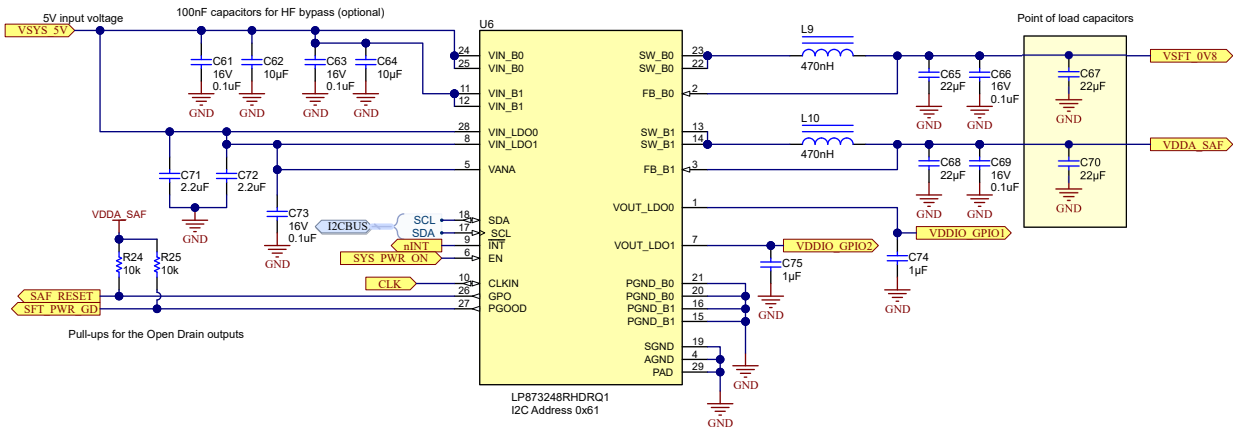 5V input voltage
VSYS_5V
100nF capacitors for HF bypass (optional)
C61
16V
0.1uF
GND
C62
10µF
GND
C63
16V
0.1uF
GND
C64
10µF
GND
C71
2.2uF
C72
2.2uF
GND
C73
16V
0.1uF
GND
VDDA_SAF
R24
10k
R25
10k
I2CBUS
SCL
SDA
nINT
SYS_PWR_ON
CLK
SAF_RESET
SFT_PWR_GD
Pull-ups for the Open Drain outputs
U6
24 VIN_B0
25 VIN_B0
11 VIN_B1
12 VIN_B1
28 VIN_LDO0
8 VIN_LDO1
5 VANA
18 SDA
17 SCL
9 INT
6 EN
10 CLKIN
26 GPO
27 PGOOD
SW_B0 23
SW_B0 22
FB_B0 2
SW_B1 13
SW_B1 14
FB_B1 3
VOUT_LDO0 1
VOUT_LDO1 7
PGND_B0 21
PGND_B0 20
PGND_B1 16
PGND_B1 15
SGND 19
AGND 4
PAD 29
LP873248RHDRQ1
I2C Address 0x61
GND
GND
L9
470nH
L10
470nH
C65
22µF
GND
C66
16V
0.1uF
GND
Point of load capacitors
C67
22µF
GND
VSFT_0V8
C68
22µF
GND
C69
16V
0.1uF
GND
C70
22µF
GND
VDDA_SAF
VDDIO_GPIO1
VDDIO_GPIO2
C75
1µF
GND
C74
1µF
GND